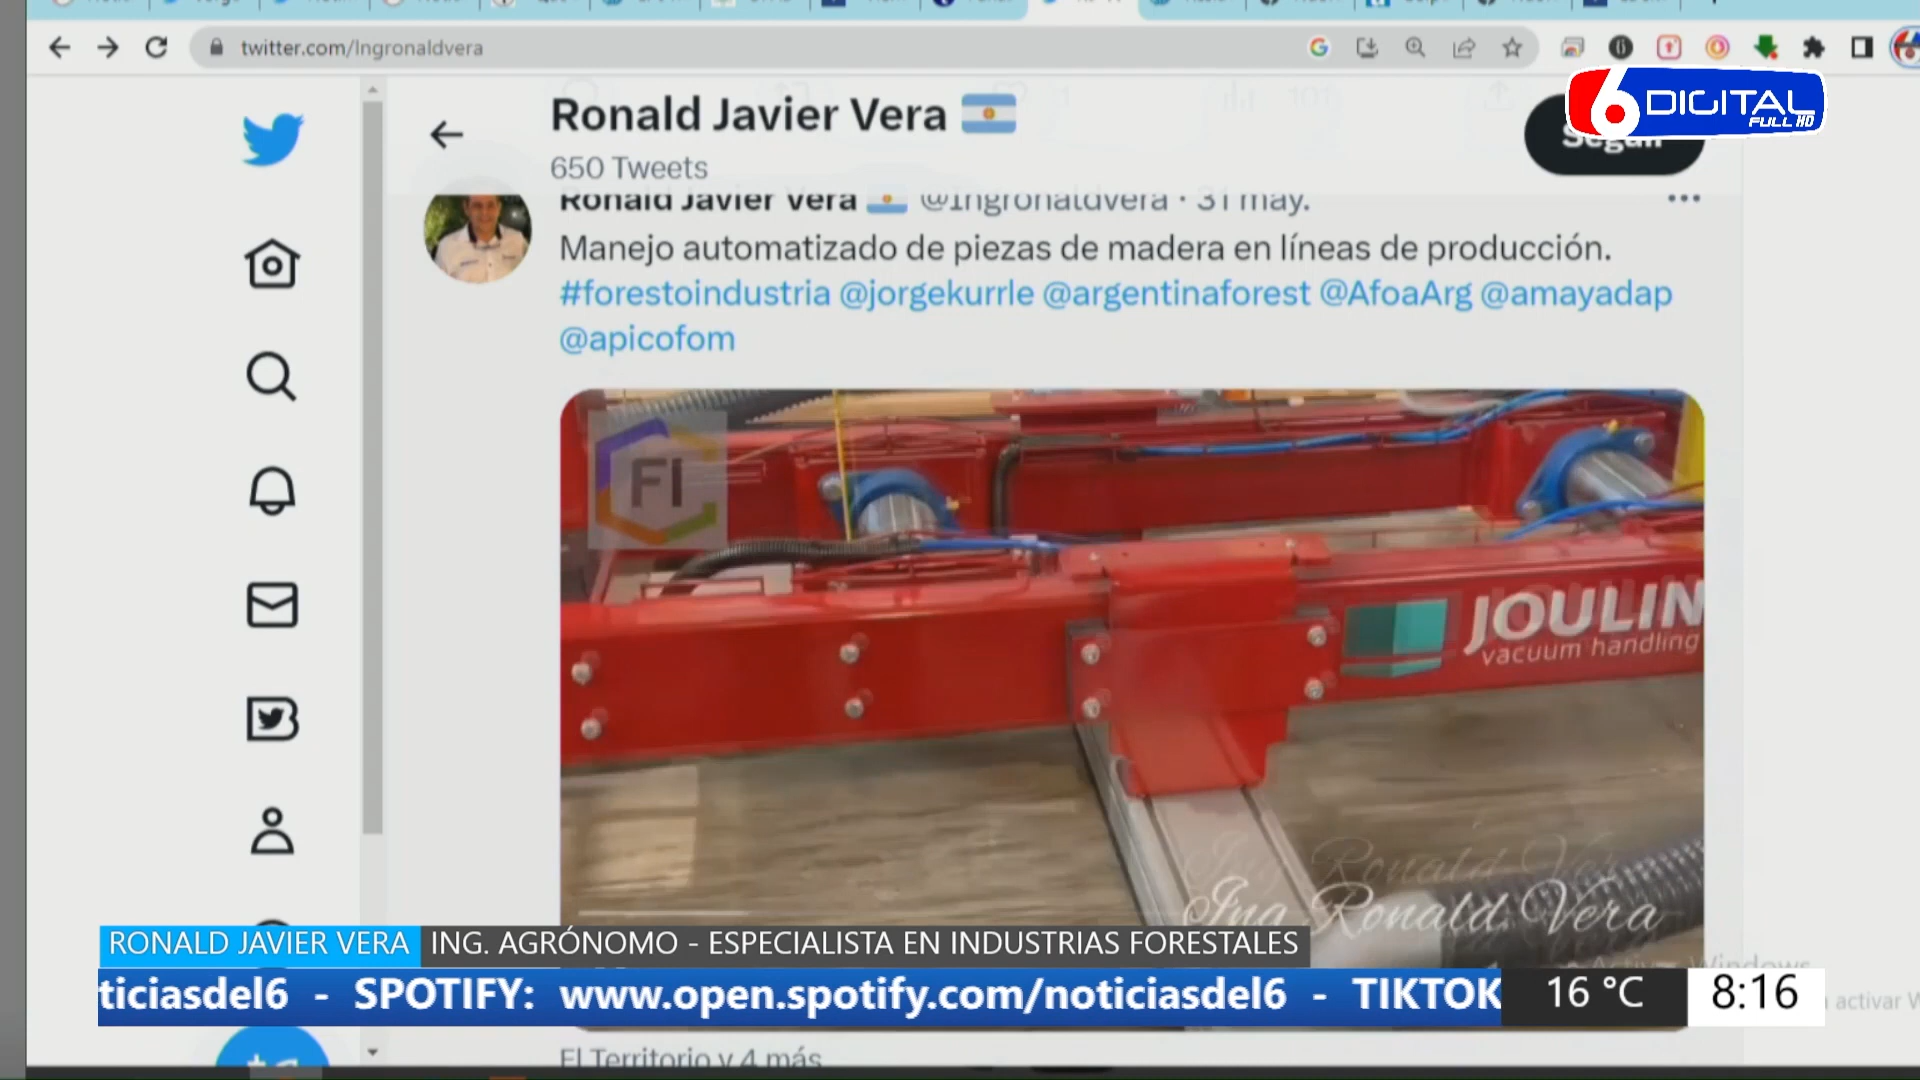 twitter.com/Ingronaldvera
Ronald Javier Vera
650 Tweets
6 DIGITAL
FULL HD
Seguir
Ronald Javier Vera @Ingronaldvera · 31 may.
Manejo automatizado de piezas de madera en líneas de producción.
#forestoindustria @jorgekurrle @argentinaforest @AfoaArg @amayadap
@apicofom
FI
JOULIN
vacuum handling
Ing Ronald Vera
RONALD JAVIER VERA ING. AGRÓNOMO - ESPECIALISTA EN INDUSTRIAS FORESTALES
ticiasdel6 - SPOTIFY: www.open.spotify.com/noticiasdel6 - TIKTOK 16 °C 8:16
El Territorio y 4 más